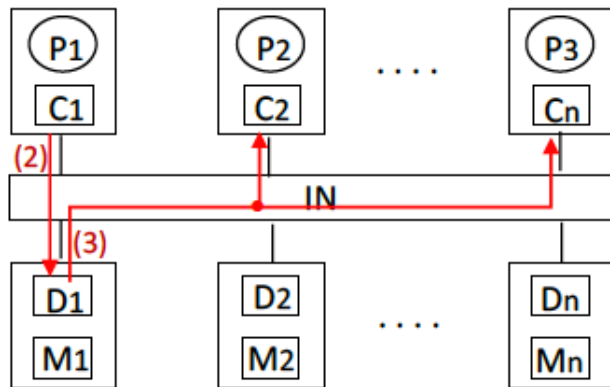 P1 P2 .... P3
C1 C2 Cn
(2)
IN
(3)
D1 D2 Dn
M1 M2 .... Mn